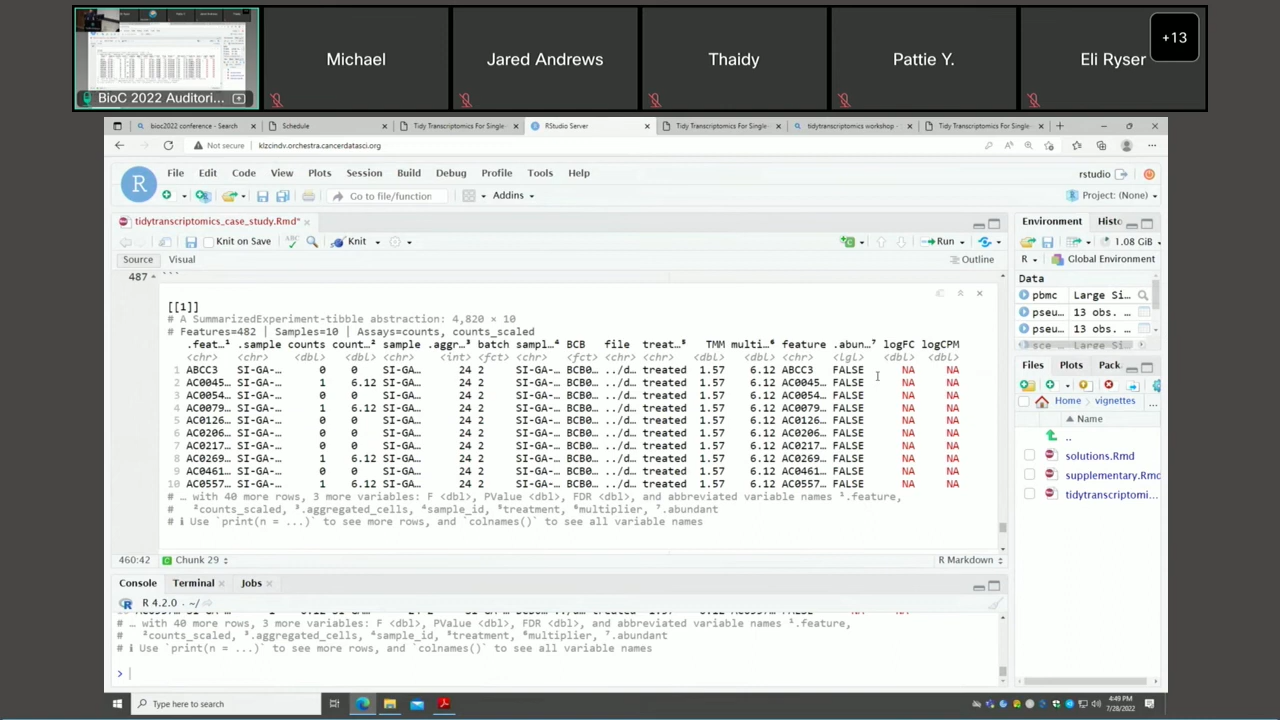 Michael
Jared Andrews
Thaidy
Pattie Y.
Eli Ryser
+13
BioC 2022 Auditori...
bioc2022 conference - Search
Schedule
Tidy Transcriptomics For Single-
RStudio Server
Tidy Transcriptomics For Single-
tidytranscriptomics workshop -
Tidy Transcriptomics For Single-
Not secure
klzcindv.orchestra.cancerdatasci.org
File Edit Code View Plots Session Build Debug Profile Tools Help
rstudio
Go to file/function
Addins
Project: (None)
tidytranscriptomics_case_study.Rmd*
Knit on Save
Knit
Run
Source Visual
Outline
487 ```
[[1]]
# A SummarizedExperiment-tibble abstraction: 4,820 × 10
# Features=482 | Samples=10 | Assays=counts, counts_scaled
.feat…¹ .sample counts count…² sample .aggr…³ batch sampl…⁴ BCB file treat…⁵ TMM multi…⁶ feature .abun…⁷ logFC logCPM
<chr> <chr> <dbl> <dbl> <chr> <int> <fct> <chr> <fct> <chr> <chr> <dbl> <dbl> <chr> <lgl> <dbl> <dbl>
1 ABCC3 SI-GA-… 0 0 SI-GA… 24 2 SI-GA-… BCB0… ../d… treated 1.57 6.12 ABCC3 FALSE NA NA
2 AC0045… SI-GA-… 1 6.12 SI-GA… 24 2 SI-GA-… BCB0… ../d… treated 1.57 6.12 AC0045… FALSE NA NA
3 AC0054… SI-GA-… 0 0 SI-GA… 24 2 SI-GA-… BCB0… ../d… treated 1.57 6.12 AC0054… FALSE NA NA
4 AC0079… SI-GA-… 1 6.12 SI-GA… 24 2 SI-GA-… BCB0… ../d… treated 1.57 6.12 AC0079… FALSE NA NA
5 AC0126… SI-GA-… 0 0 SI-GA… 24 2 SI-GA-… BCB0… ../d… treated 1.57 6.12 AC0126… FALSE NA NA
6 AC0206… SI-GA-… 0 0 SI-GA… 24 2 SI-GA-… BCB0… ../d… treated 1.57 6.12 AC0206… FALSE NA NA
7 AC0217… SI-GA-… 0 0 SI-GA… 24 2 SI-GA-… BCB0… ../d… treated 1.57 6.12 AC0217… FALSE NA NA
8 AC0269… SI-GA-… 1 6.12 SI-GA… 24 2 SI-GA-… BCB0… ../d… treated 1.57 6.12 AC0269… FALSE NA NA
9 AC0461… SI-GA-… 0 0 SI-GA… 24 2 SI-GA-… BCB0… ../d… treated 1.57 6.12 AC0461… FALSE NA NA
10 AC0557… SI-GA-… 1 6.12 SI-GA… 24 2 SI-GA-… BCB0… ../d… treated 1.57 6.12 AC0557… FALSE NA NA
# … with 40 more rows, 3 more variables: F <dbl>, PValue <dbl>, FDR <dbl>, and abbreviated variable names ¹.feature,
# ²counts_scaled, ³.aggregated_cells, ⁴sample_id, ⁵treatment, ⁶multiplier, ⁷.abundant
# ℹ Use `print(n = ...)` to see more rows, and `colnames()` to see all variable names
460:42 Chunk 29
R Markdown
Console Terminal Jobs
R 4.2.0 · ~/
# … with 40 more rows, 3 more variables: F <dbl>, PValue <dbl>, FDR <dbl>, and abbreviated variable names ¹.feature,
# ²counts_scaled, ³.aggregated_cells, ⁴sample_id, ⁵treatment, ⁶multiplier, ⁷.abundant
# ℹ Use `print(n = ...)` to see more rows, and `colnames()` to see all variable names
>
Environment Histo
1.08 GiB
R Global Environment
Data
pbmc Large Si…
pseu… 13 obs. …
pseu… 13 obs. …
Files Plots Pack
Home vignettes
Name
..
solutions.Rmd
supplementary.Rmd
tidytranscriptomi…
Type here to search
4:49 PM
7/28/2022